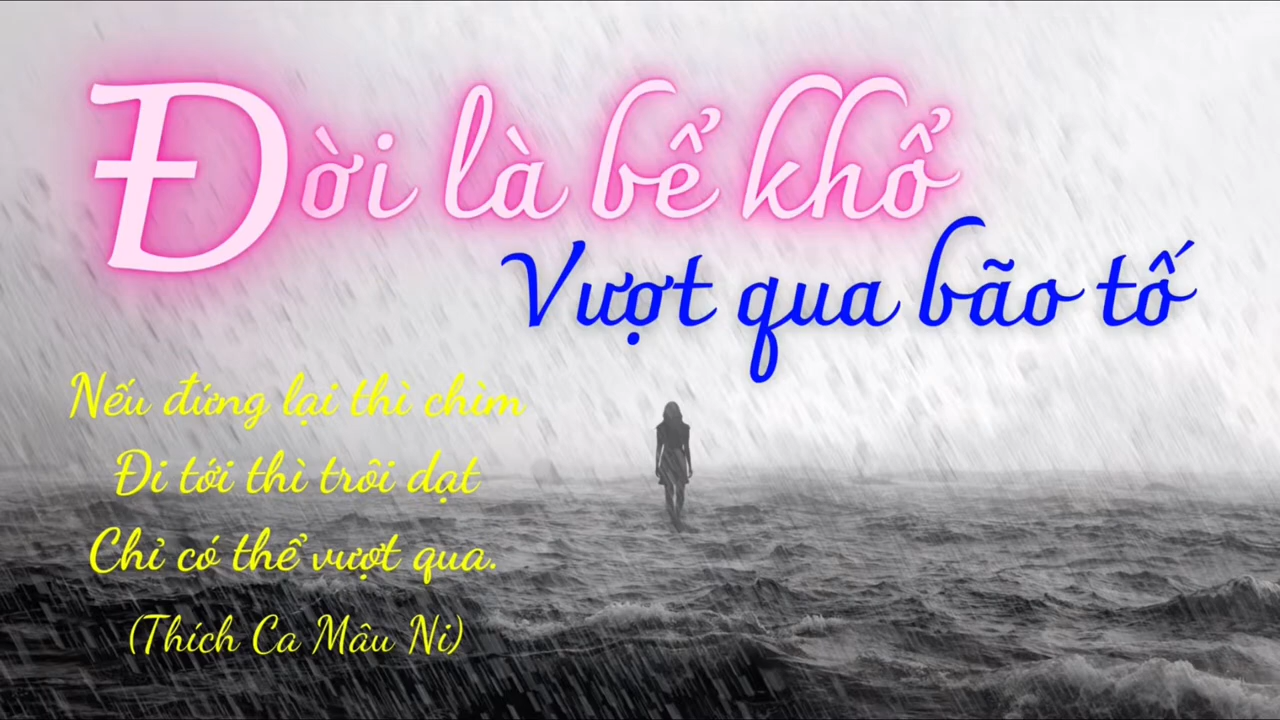 Đời là bể khổ
Vượt qua bão tố
Nếu đứng lại thì chìm
Đi tới thì trôi dạt
Chỉ có thể vượt qua.
(Thích Ca Mâu Ni)